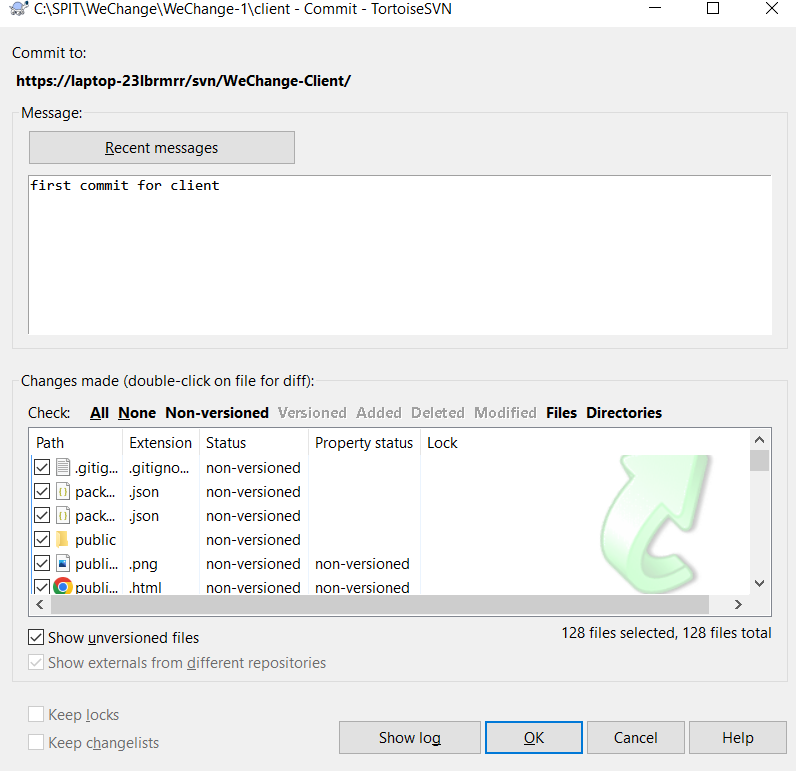 C:\SPIT\WeChange\WeChange-1\client - Commit - TortoiseSVN
Commit to:
https://laptop-23lbrmrr/svn/WeChange-Client/
Message:
Recent messages
first commit for client
Changes made (double-click on file for diff):
Check: All None Non-versioned Versioned Added Deleted Modified Files Directories
Path Extension Status Property status Lock
.gitig... .gitigno... non-versioned
pack... .json non-versioned
pack... .json non-versioned
public non-versioned
publi... .png non-versioned non-versioned
publi... .html non-versioned non-versioned
Show unversioned files
128 files selected, 128 files total
Show externals from different repositories
Keep locks
Keep changelists
Show log OK Cancel Help